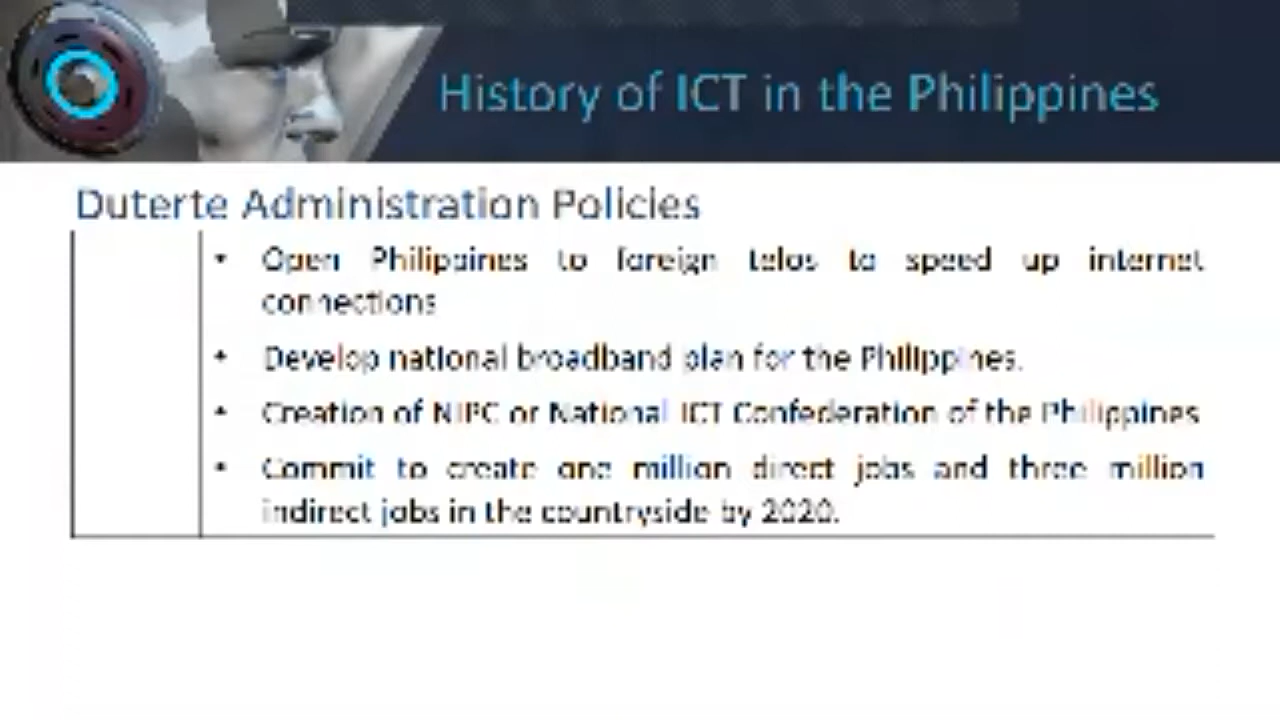 History of ICT in the Philippines
Duterte Administration Policies
• Open Philippines to foreign telos to speed up internet
connections
• Develop national broadband plan for the Philippines.
• Creation of NIPC or National ICT Confederation of the Philippines
• Commit to create one million direct jobs and three million
indirect jobs in the countryside by 2020.